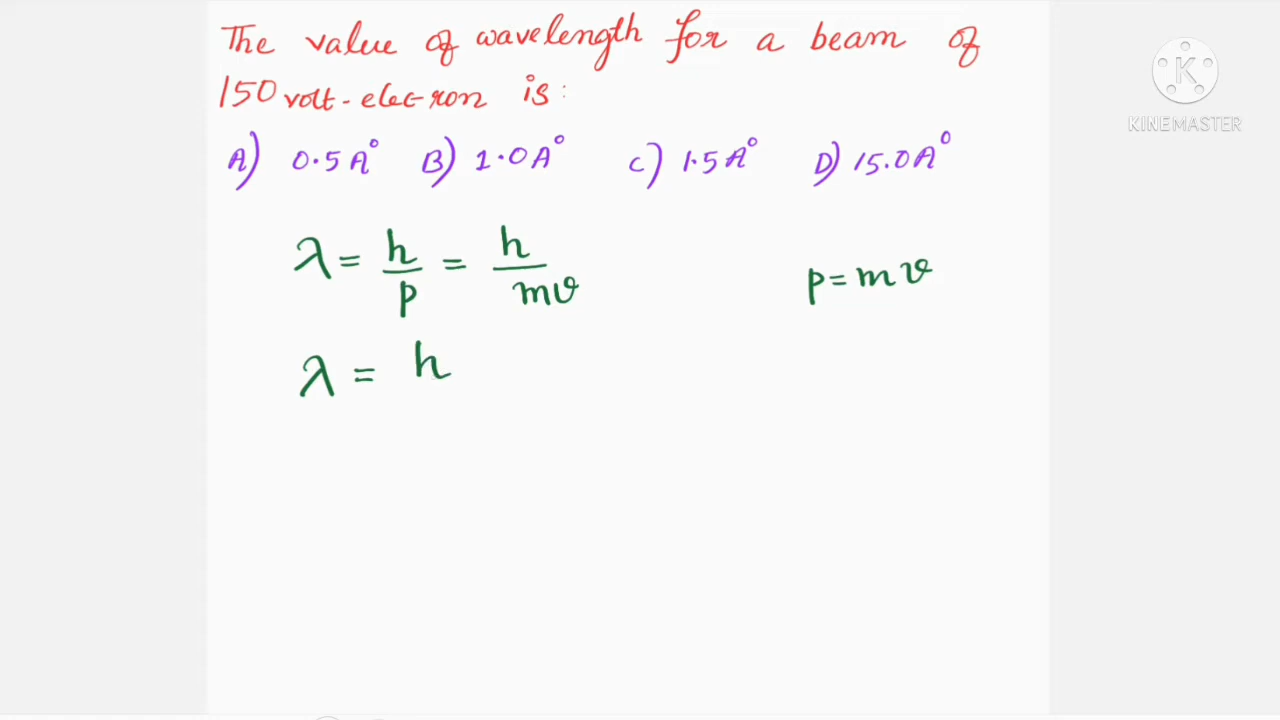 The value of wavelength for a beam of
150 volt-electron is:
A) 0.5 A° B) 1.0 A° C) 1.5 A° D) 15.0 A°
λ = h/p = h/mv
p = mv
λ = h
K
KINEMASTER